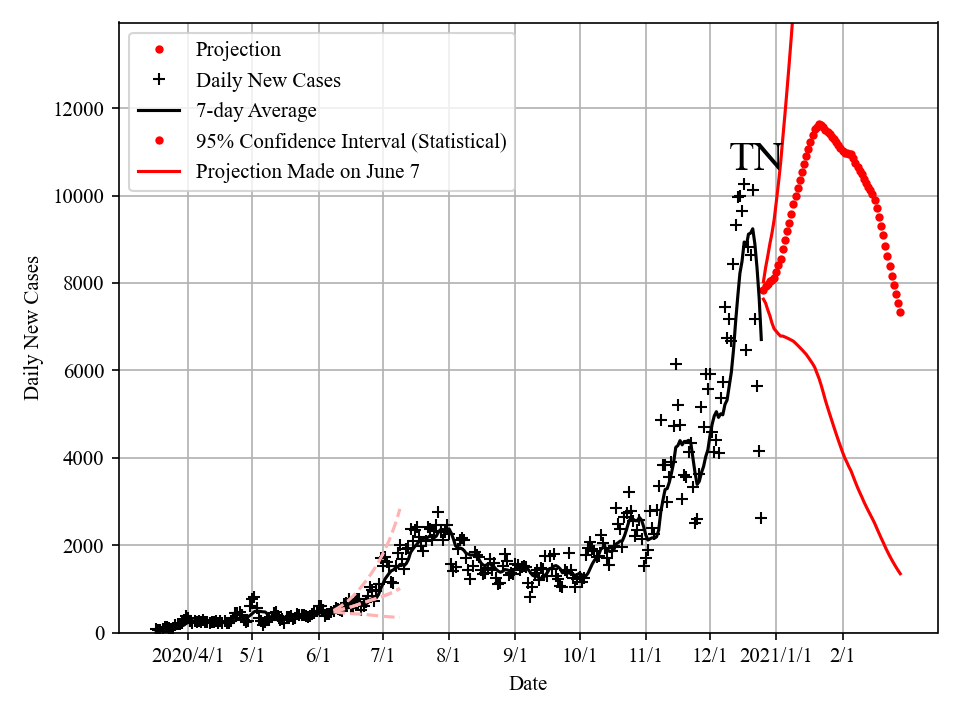 Projection
Daily New Cases
7-day Average
95% Confidence Interval (Statistical)
Projection Made on June 7
TN
12000
10000
8000
6000
4000
2000
0
Daily New Cases
2020/4/1 5/1 6/1 7/1 8/1 9/1 10/1 11/1 12/1 2021/1/1 2/1
Date